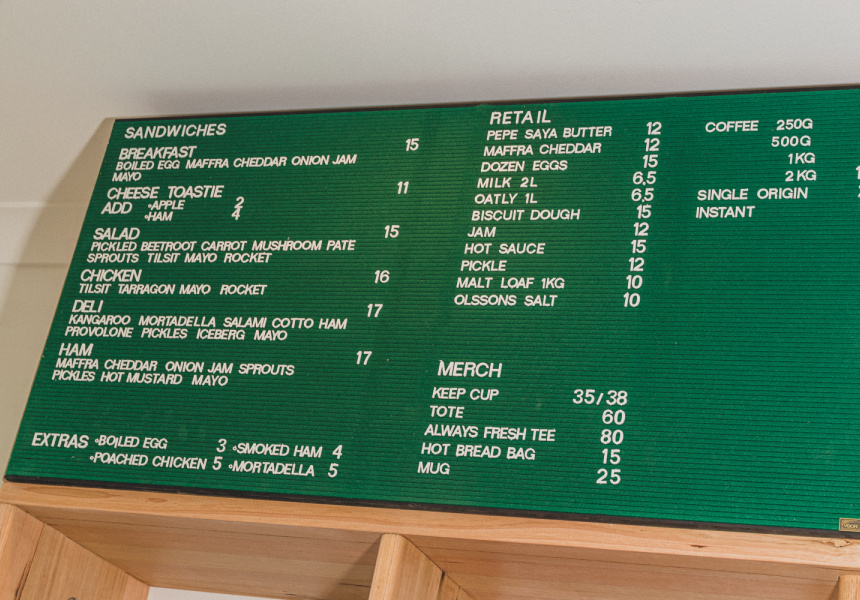 SANDWICHES
BREAKFAST 15
BOILED EGG MAFFRA CHEDDAR ONION JAM
MAYO
CHEESE TOASTIE 11
ADD •APPLE 2
•HAM 4
SALAD 15
PICKLED BEETROOT CARROT MUSHROOM PATE
SPROUTS TILSIT MAYO ROCKET
CHICKEN 16
TILSIT TARRAGON MAYO ROCKET
DELI 17
KANGAROO MORTADELLA SALAMI COTTO HAM
PROVOLONE PICKLES ICEBERG MAYO
HAM 17
MAFFRA CHEDDAR ONION JAM SPROUTS
PICKLES HOT MUSTARD MAYO
EXTRAS •BOILED EGG 3 •SMOKED HAM 4
•POACHED CHICKEN 5 •MORTADELLA 5
RETAIL
PEPE SAYA BUTTER 12
MAFFRA CHEDDAR 12
DOZEN EGGS 15
MILK 2L 6,5
OATLY 1L 6,5
BISCUIT DOUGH 15
JAM 12
HOT SAUCE 15
PICKLE 12
MALT LOAF 1KG 10
OLSSONS SALT 10
MERCH
KEEP CUP 35/38
TOTE 60
ALWAYS FRESH TEE 80
HOT BREAD BAG 15
MUG 25
COFFEE 250G
500G
1KG
2KG
SINGLE ORIGIN
INSTANT